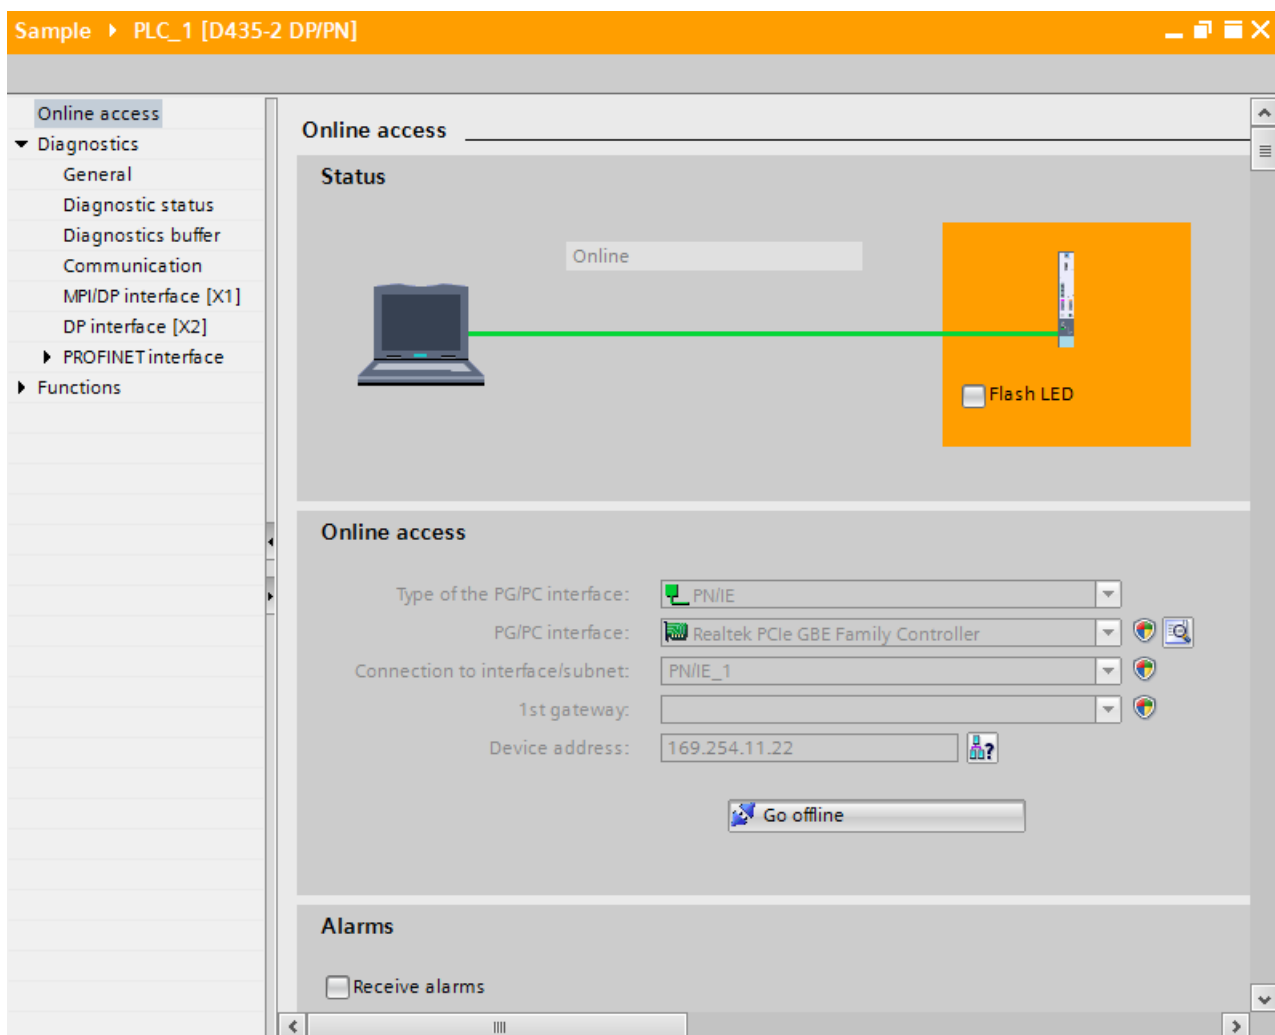 Sample ▸ PLC_1 [D435-2 DP/PN]
Online access
Diagnostics
General
Diagnostic status
Diagnostics buffer
Communication
MPI/DP interface [X1]
DP interface [X2]
PROFINET interface
Functions
Online access
Status
Online
Flash LED
Online access
Type of the PG/PC interface: PN/IE
PG/PC interface: Realtek PCIe GBE Family Controller
Connection to interface/subnet: PN/IE_1
1st gateway:
Device address: 169.254.11.22
?
Go offline
Alarms
Receive alarms